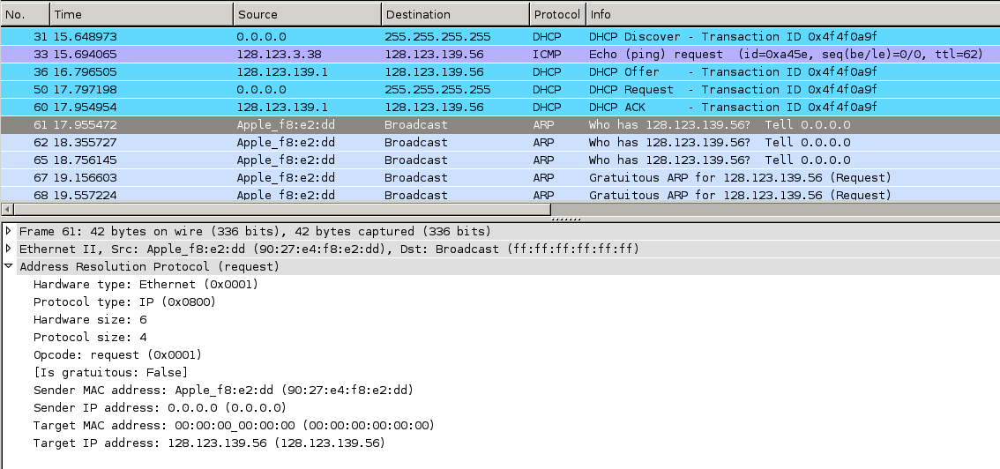 No. Time Source Destination Protocol Info
31 15.648973 0.0.0.0 255.255.255.255 DHCP DHCP Discover - Transaction ID 0x4f4f0a9f
33 15.694065 128.123.3.38 128.123.139.56 ICMP Echo (ping) request (id=0xa45e, seq(be/le)=0/0, ttl=62)
36 16.796505 128.123.139.1 128.123.139.56 DHCP DHCP Offer - Transaction ID 0x4f4f0a9f
50 17.797198 0.0.0.0 255.255.255.255 DHCP DHCP Request - Transaction ID 0x4f4f0a9f
60 17.954954 128.123.139.1 128.123.139.56 DHCP DHCP ACK - Transaction ID 0x4f4f0a9f
61 17.955472 Apple_f8:e2:dd Broadcast ARP Who has 128.123.139.56? Tell 0.0.0.0
62 18.355727 Apple_f8:e2:dd Broadcast ARP Who has 128.123.139.56? Tell 0.0.0.0
65 18.756145 Apple_f8:e2:dd Broadcast ARP Who has 128.123.139.56? Tell 0.0.0.0
67 19.156603 Apple_f8:e2:dd Broadcast ARP Gratuitous ARP for 128.123.139.56 (Request)
68 19.557224 Apple_f8:e2:dd Broadcast ARP Gratuitous ARP for 128.123.139.56 (Request)
Frame 61: 42 bytes on wire (336 bits), 42 bytes captured (336 bits)
Ethernet II, Src: Apple_f8:e2:dd (90:27:e4:f8:e2:dd), Dst: Broadcast (ff:ff:ff:ff:ff:ff)
Address Resolution Protocol (request)
Hardware type: Ethernet (0x0001)
Protocol type: IP (0x0800)
Hardware size: 6
Protocol size: 4
Opcode: request (0x0001)
[Is gratuitous: False]
Sender MAC address: Apple_f8:e2:dd (90:27:e4:f8:e2:dd)
Sender IP address: 0.0.0.0 (0.0.0.0)
Target MAC address: 00:00:00_00:00:00 (00:00:00:00:00:00)
Target IP address: 128.123.139.56 (128.123.139.56)